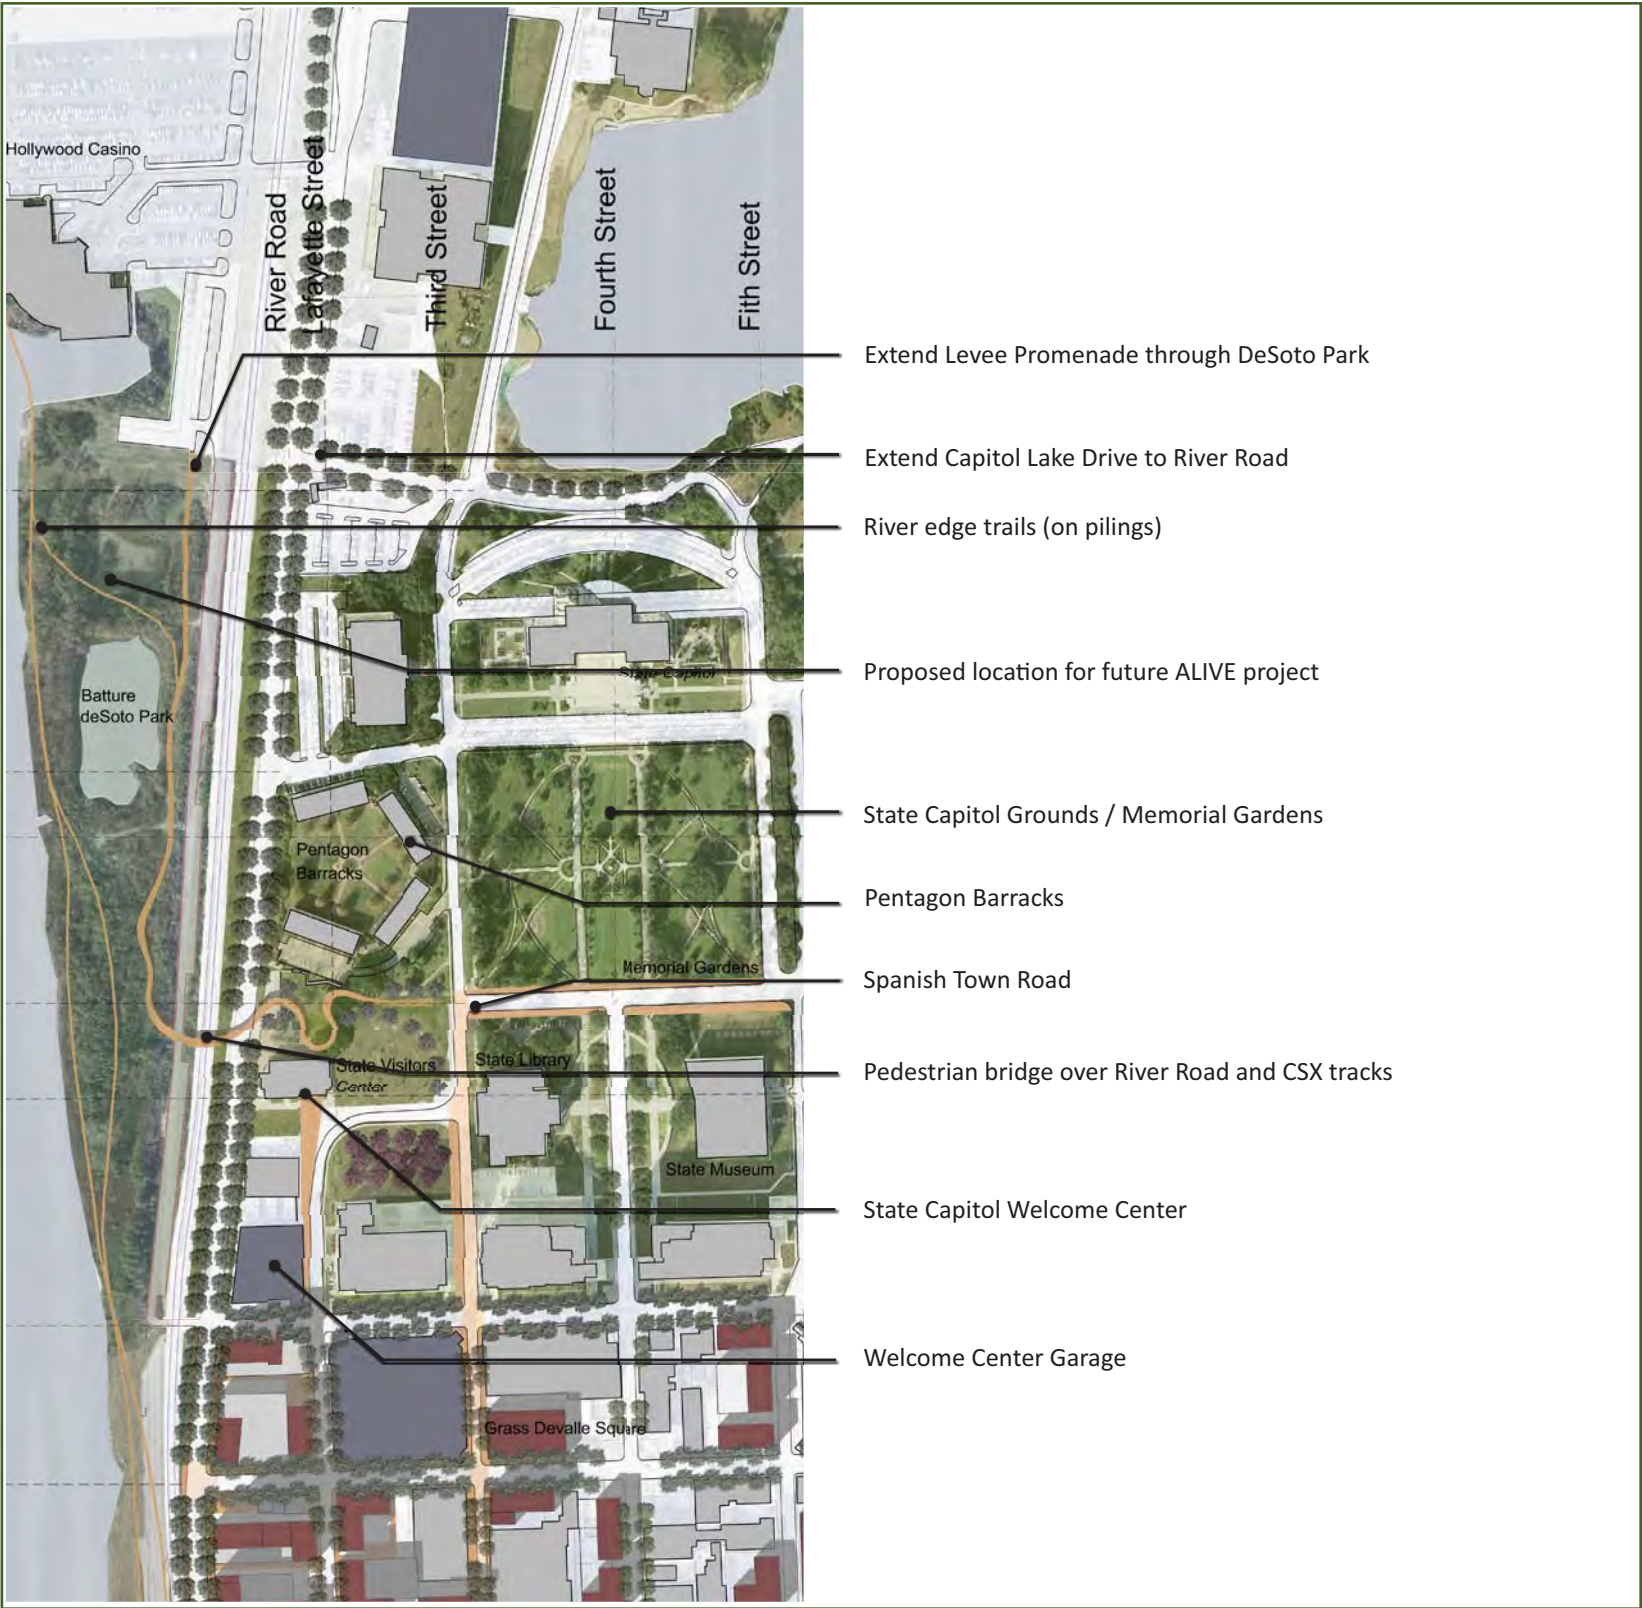 Hollywood Casino
River Road
Lafayette Street
Third Street
Fourth Street
Fith Street
Extend Levee Promenade through DeSoto Park
Extend Capitol Lake Drive to River Road
River edge trails (on pilings)
State Capitol
Proposed location for future ALIVE project
Batture
deSoto Park
State Capitol Grounds / Memorial Gardens
Pentagon
Barracks
Pentagon Barracks
Memorial Gardens
Spanish Town Road
State Visitors
Center
State Library
Pedestrian bridge over River Road and CSX tracks
State Museum
State Capitol Welcome Center
Welcome Center Garage
Grass Devalle Square